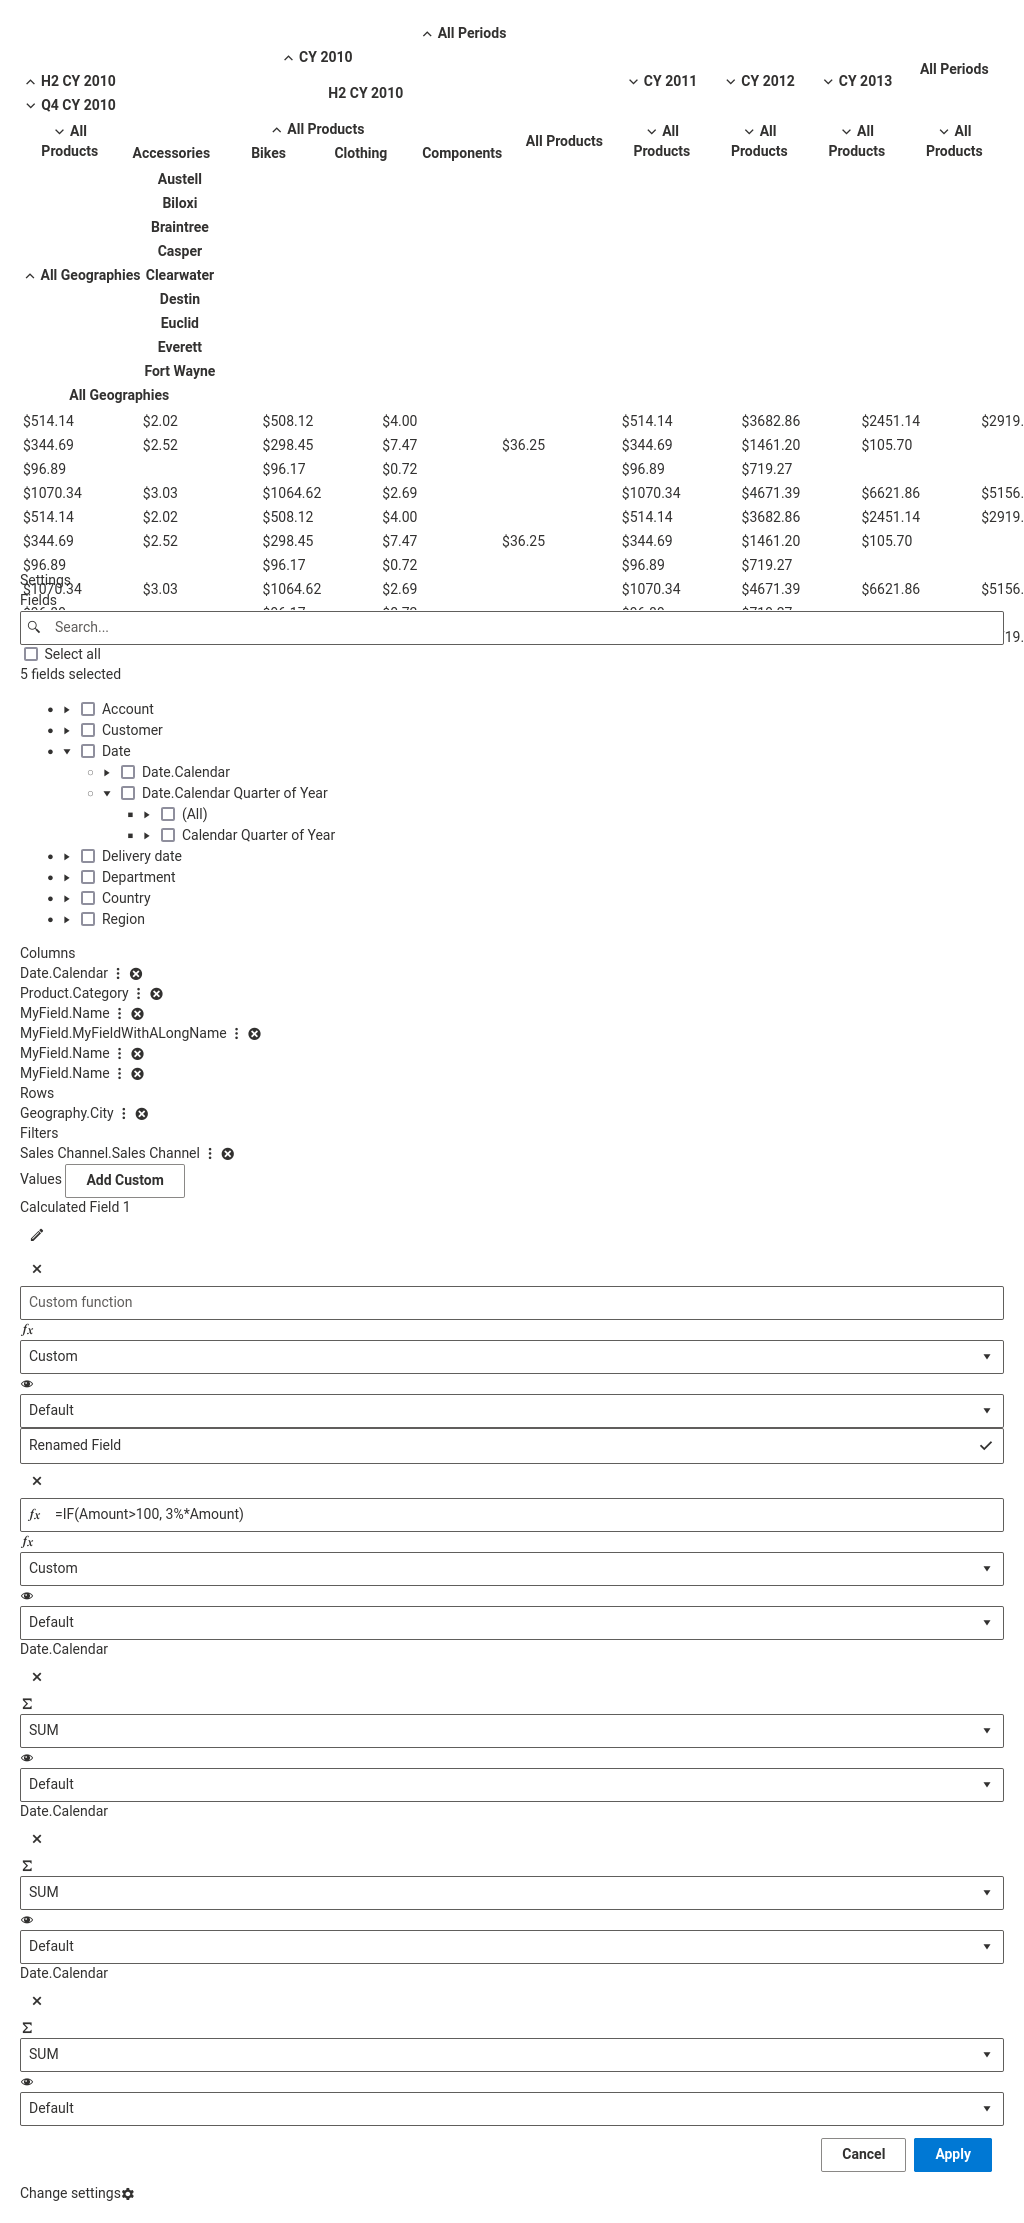 All Periods
CY 2010
All Periods
H2 CY 2010
H2 CY 2010
CY 2011 CY 2012 CY 2013
Q4 CY 2010
All Products
All Products
Accessories Bikes Clothing Components
All Products
All Products
All Products
All Products
All Products
Austell
Biloxi
Braintree
Casper
All Geographies Clearwater
Destin
Euclid
Everett
Fort Wayne
All Geographies
$514.14 $2.02 $508.12 $4.00 $514.14 $3682.86 $2451.14 $2919.
$344.69 $2.52 $298.45 $7.47 $36.25 $344.69 $1461.20 $105.70
$96.89 $96.17 $0.72 $96.89 $719.27
$1070.34 $3.03 $1064.62 $2.69 $1070.34 $4671.39 $6621.86 $5156.
$514.14 $2.02 $508.12 $4.00 $514.14 $3682.86 $2451.14 $2919.
$344.69 $2.52 $298.45 $7.47 $36.25 $344.69 $1461.20 $105.70
$96.89 $96.17 $0.72 $96.89 $719.27
Settings
$1070.34 $3.03 $1064.62 $2.69 $1070.34 $4671.39 $6621.86 $5156.
Fields
Search...
19.
Select all
5 fields selected
Account
Customer
Date
Date.Calendar
Date.Calendar Quarter of Year
(All)
Calendar Quarter of Year
Delivery date
Department
Country
Region
Columns
Date.Calendar
Product.Category
MyField.Name
MyField.MyFieldWithALongName
MyField.Name
MyField.Name
Rows
Geography.City
Filters
Sales Channel.Sales Channel
Values Add Custom
Calculated Field 1
Custom function
fx
Custom
Default
Renamed Field
fx =IF(Amount>100, 3%*Amount)
fx
Custom
Default
Date.Calendar
Σ
SUM
Default
Date.Calendar
Σ
SUM
Default
Date.Calendar
Σ
SUM
Default
Cancel Apply
Change settings